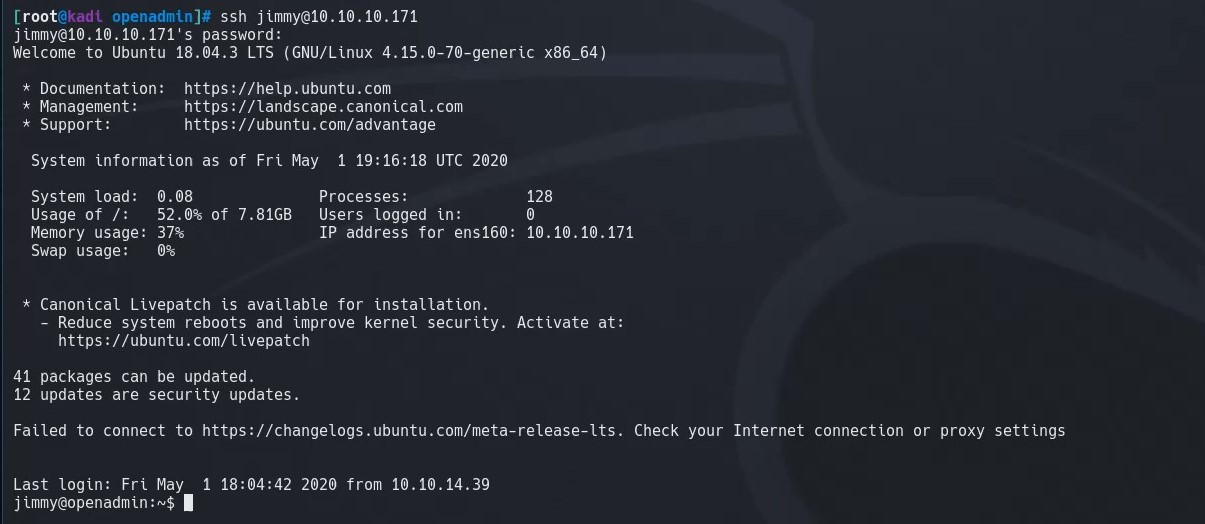 [root@kadi openadmin]# ssh jimmy@10.10.10.171
jimmy@10.10.10.171's password:
Welcome to Ubuntu 18.04.3 LTS (GNU/Linux 4.15.0-70-generic x86_64)
* Documentation:  https://help.ubuntu.com
* Management:     https://landscape.canonical.com
* Support:        https://ubuntu.com/advantage
System information as of Fri May  1 19:16:18 UTC 2020
System load:  0.08              Processes:             128
Usage of /:   52.0% of 7.81GB   Users logged in:       0
Memory usage: 37%               IP address for ens160: 10.10.10.171
Swap usage:   0%
* Canonical Livepatch is available for installation.
- Reduce system reboots and improve kernel security. Activate at:
https://ubuntu.com/livepatch
41 packages can be updated.
12 updates are security updates.
Failed to connect to https://changelogs.ubuntu.com/meta-release-lts. Check your Internet connection or proxy settings
Last login: Fri May  1 18:04:42 2020 from 10.10.14.39
jimmy@openadmin:~$